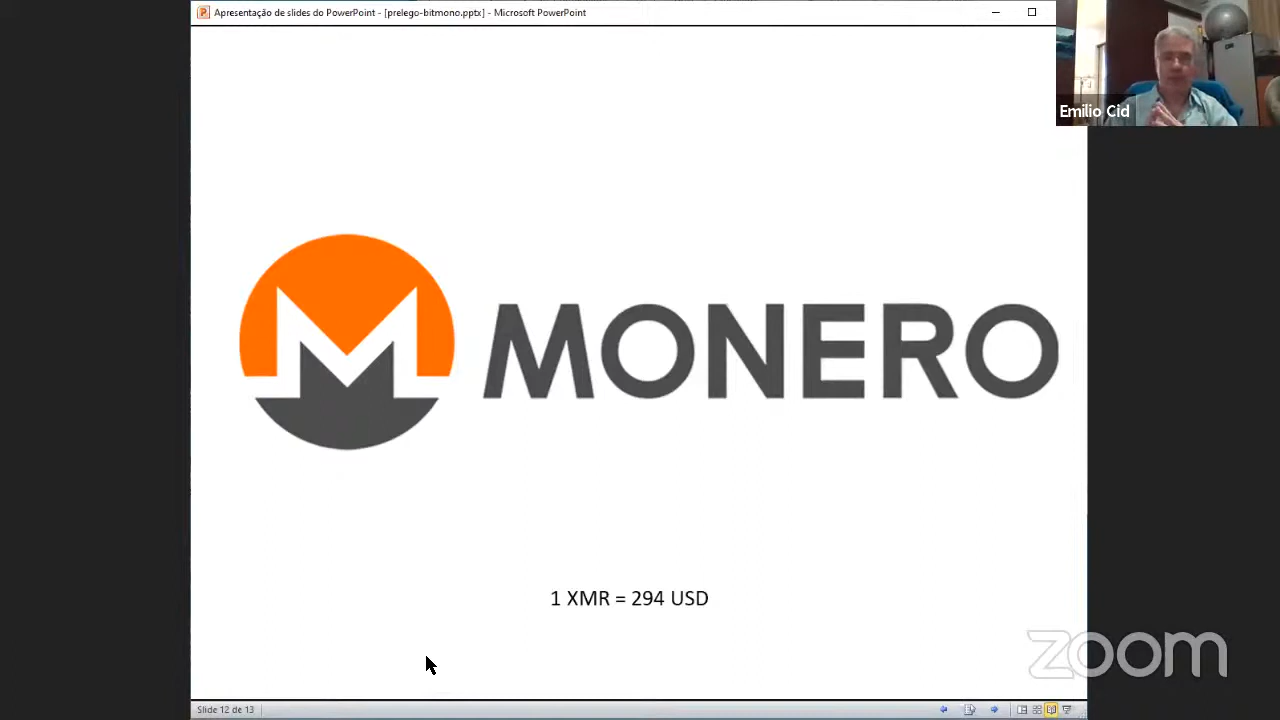 Apresentação de slides do PowerPoint - [prelego-bitmono.pptx] - Microsoft PowerPoint
Emilio Cid
MONERO
1 XMR = 294 USD
zoom
Slide 12 de 13